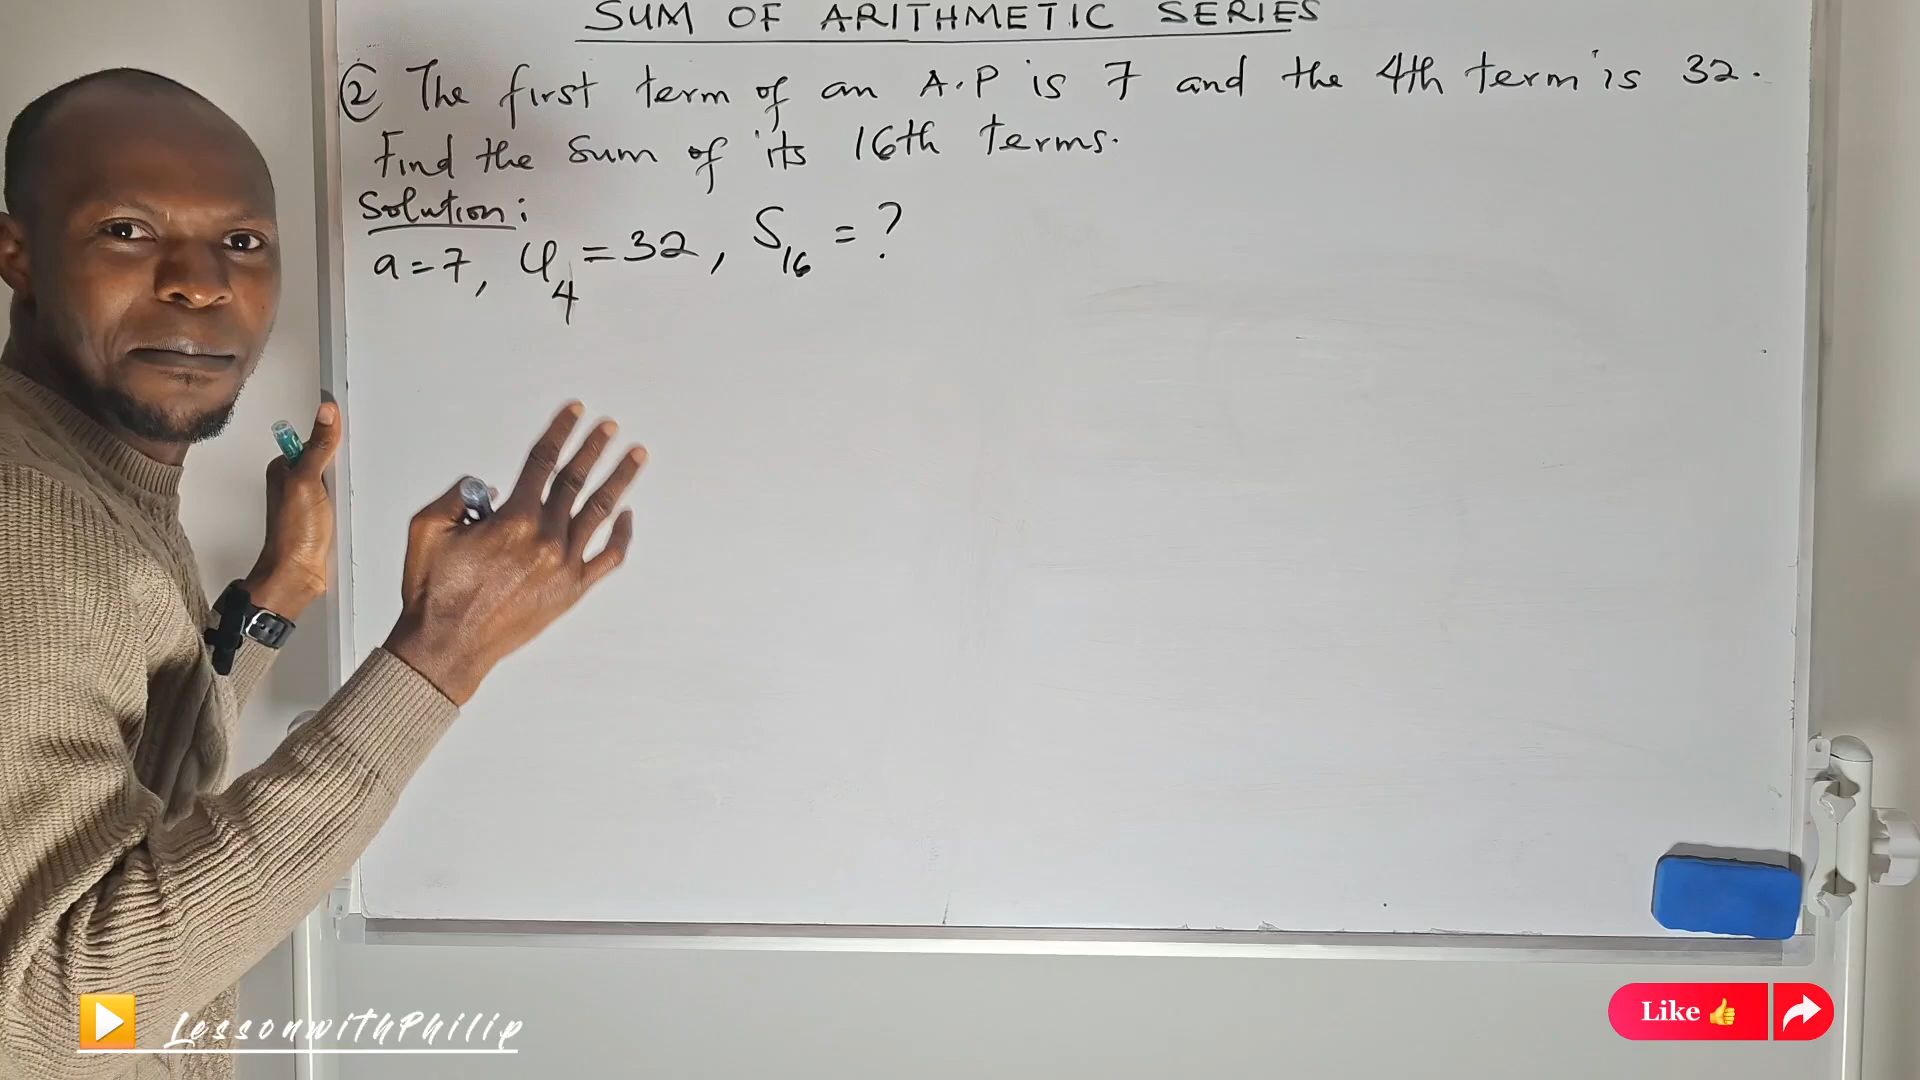 SUM OF ARITHMETIC SERIES
② The first term of an A.P is 7 and the 4th term is 32.
Find the sum of its 16th terms.
Solution:
a=7, φ₄ =32, S₁₆ = ?
LessonwithPhilip
Like 👍